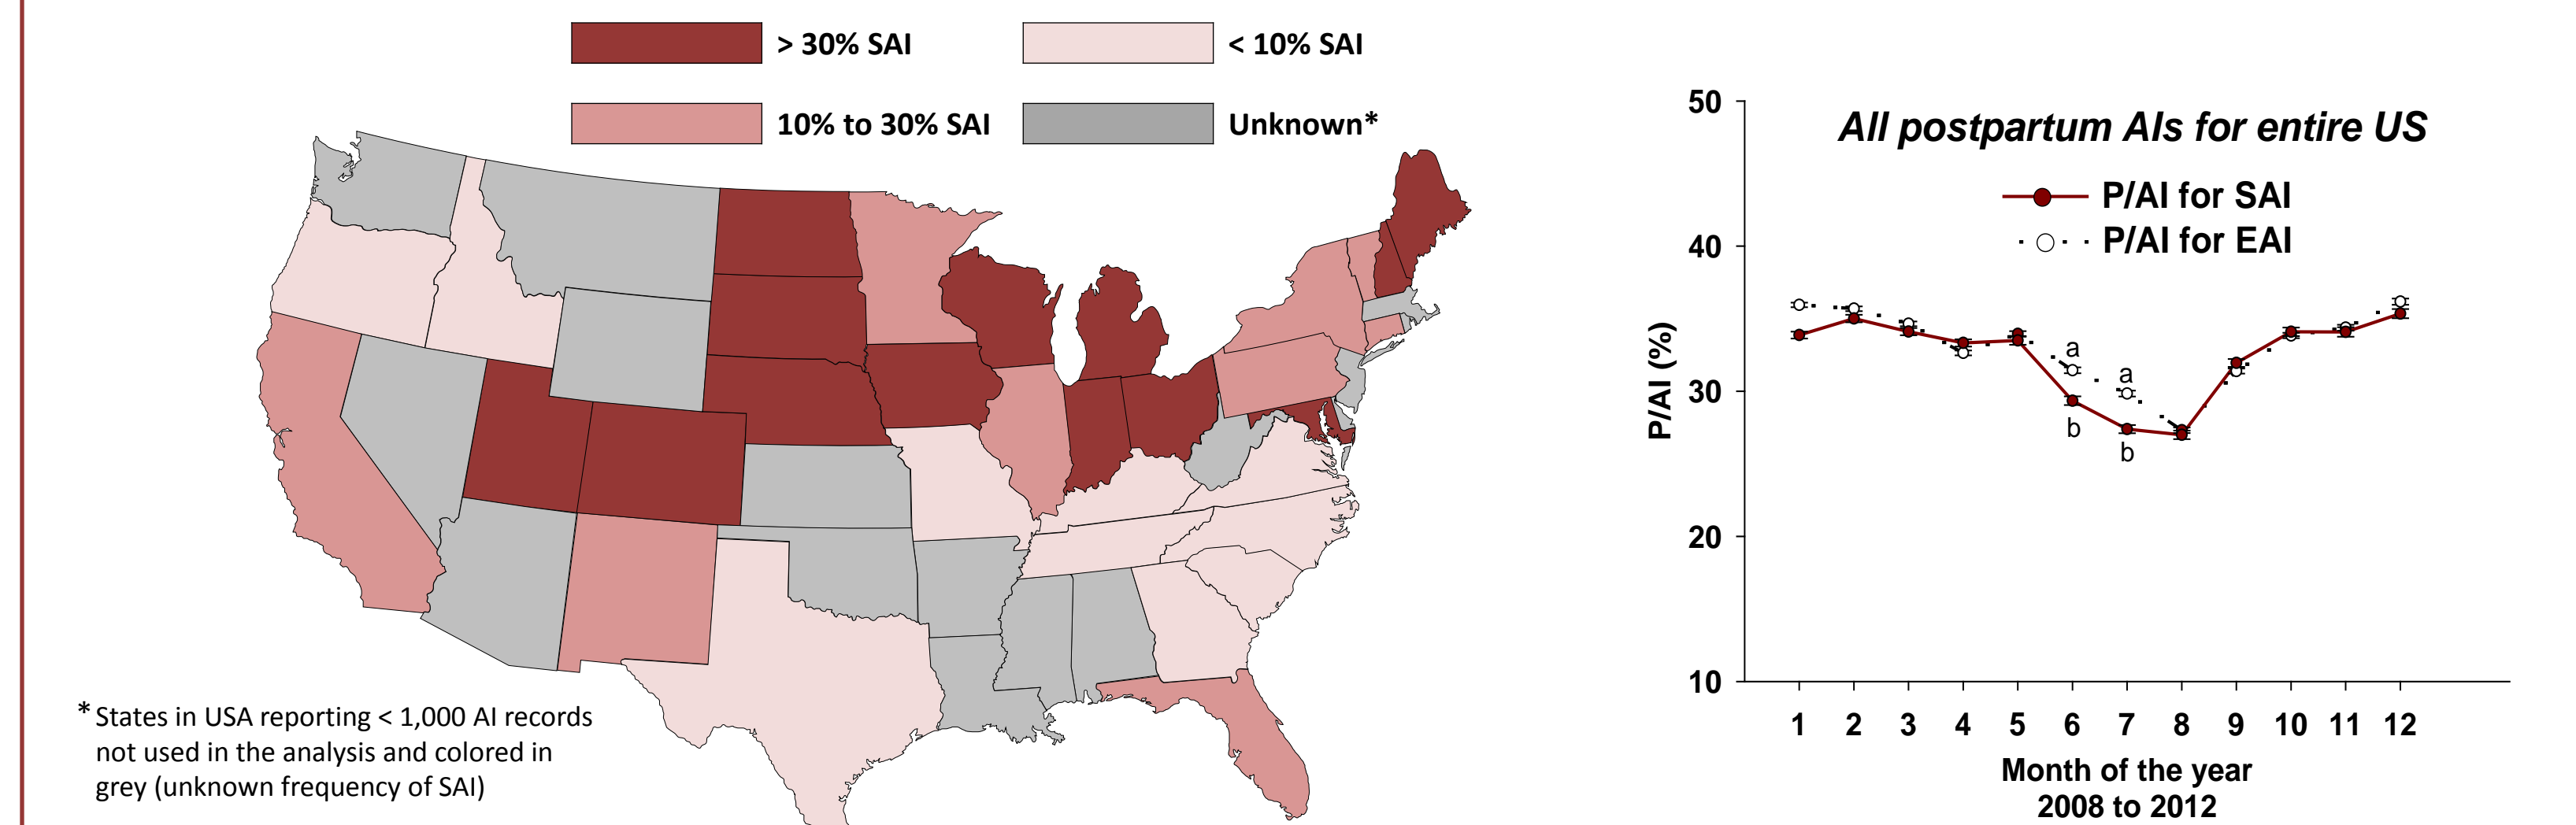 > 30% SAI
< 10% SAI
10% to 30% SAI
Unknown*
* States in USA reporting < 1,000 AI records
not used in the analysis and colored in
grey (unknown frequency of SAI)
All postpartum AIs for entire US
P/AI for SAI
P/AI for EAI
P/AI (%)
50
40
30
20
10
a
a
b
b
1 2 3 4 5 6 7 8 9 10 11 12
Month of the year
2008 to 2012